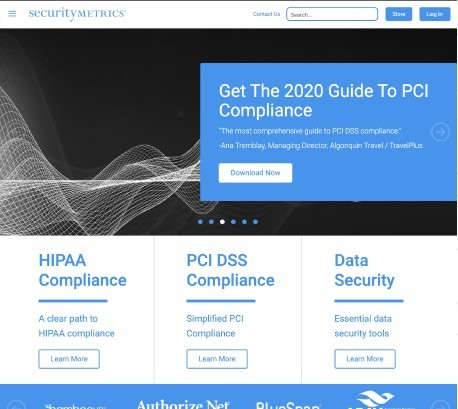 securityMETRICS®
Contact Us
Search...
Store
Log In
Get The 2020 Guide To PCI
Compliance
"The most comprehensive guide to PCI DSS compliance."
-Ana Tremblay, Managing Director, Algonquin Travel / TravelPlus
Download Now
HIPAA
Compliance
A clear path to
HIPAA compliance
Learn More
PCI DSS
Compliance
Simplified PCI
Compliance
Learn More
Data
Security
Essential data
security tools
Learn More
Authorize.Net